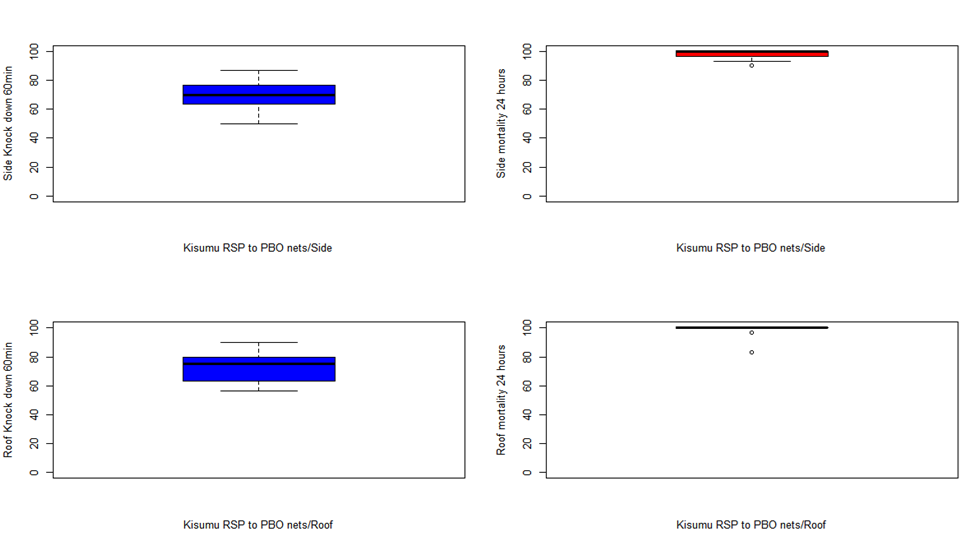 Side Knock down 60min
0 20 40 60 80 100
Kisumu RSP to PBO nets/Side
Side mortality 24 hours
0 20 40 60 80 100
Kisumu RSP to PBO nets/Side
Roof Knock down 60min
0 20 40 60 80 100
Kisumu RSP to PBO nets/Roof
Roof mortality 24 hours
0 20 40 60 80 100
Kisumu RSP to PBO nets/Roof